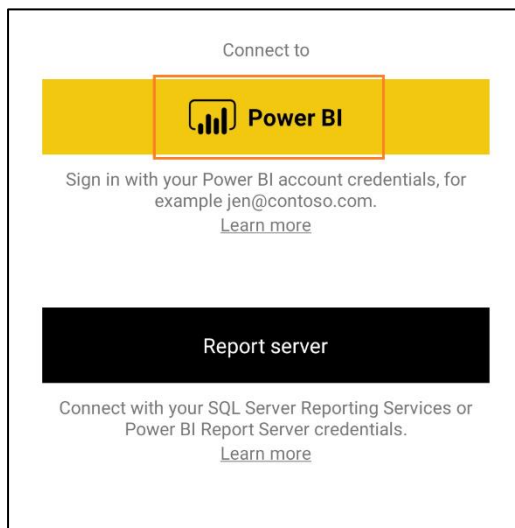 Connect to
Power BI
Sign in with your Power BI account credentials, for
example jen@contoso.com.
Learn more
Report server
Connect with your SQL Server Reporting Services or
Power BI Report Server credentials.
Learn more